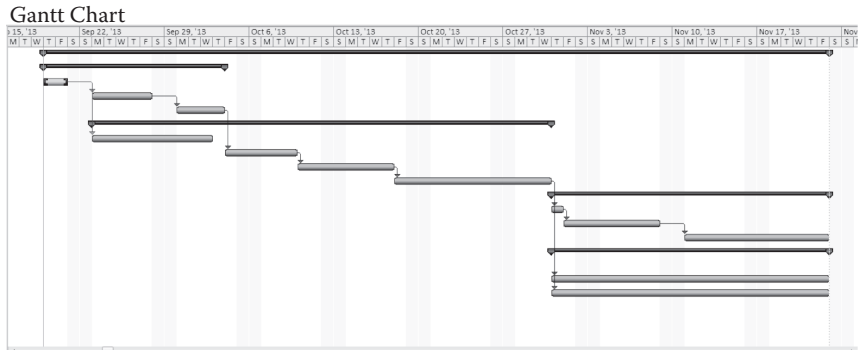 Gantt Chart
15, '13 Sep 22, '13 Sep 29, '13 Oct 6, '13 Oct 13, '13 Oct 20, '13 Oct 27, '13 Nov 3, '13 Nov 10, '13 Nov 17, '13 Nov
M T W T F S S M T W T F S S M T W T F S S M T W T F S S M T W T F S S M T W T F S S M T W T F S S M T W T F S S M T W T F S S M T W T F S S